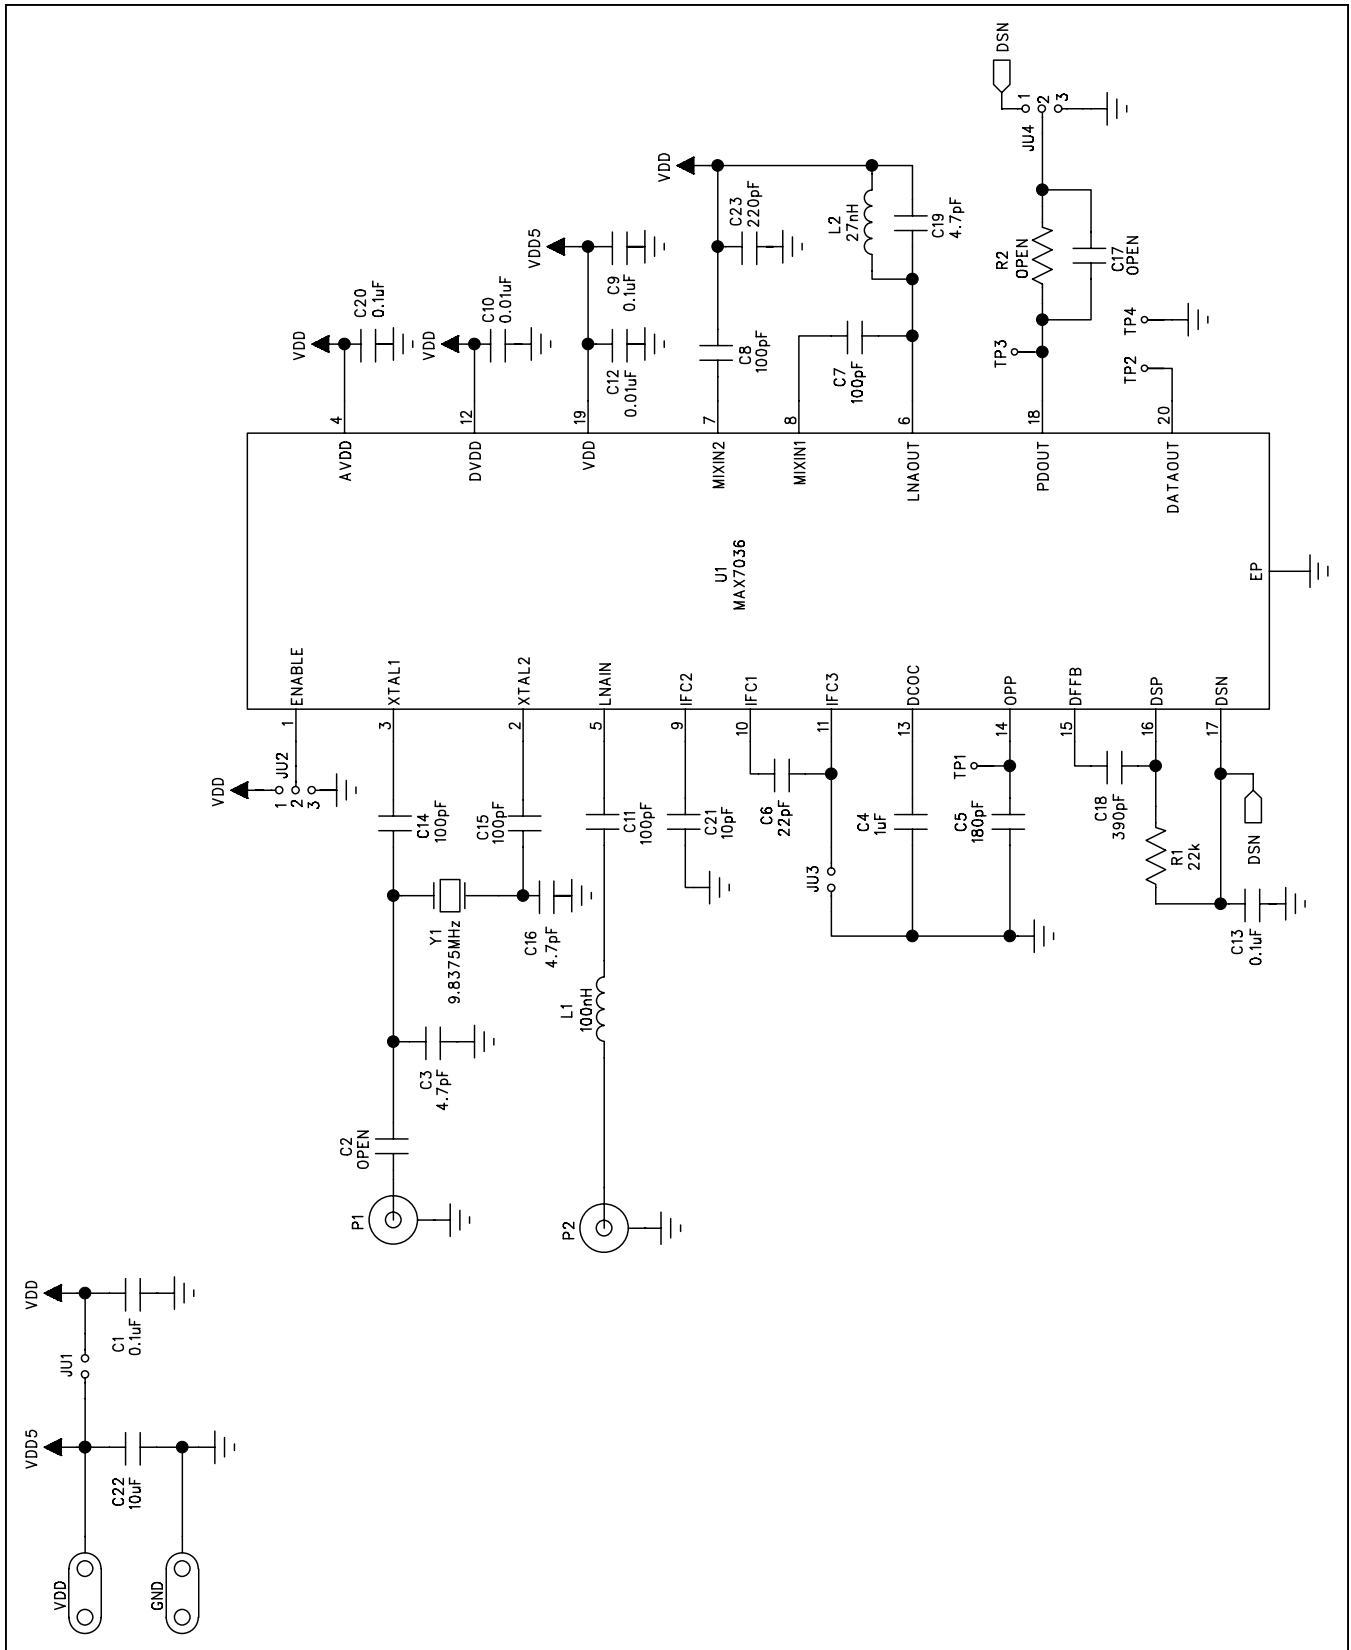 VDD
GND
VDD5
C22
10uF
JU1
VDD
C1
0.1uF
P1
C2
OPEN
C3
4.7pF
Y1
9.8375MHz
C14
100pF
C15
100pF
C16
4.7pF
P2
L1
100nH
C11
100pF
C21
10pF
C6
22pF
JU3
C4
1uF
TP1
C5
180pF
C18
390pF
R1
22k
C13
0.1uF
DSN
VDD
JU2
1
2
3
1
ENABLE
3
XTAL1
2
XTAL2
5
LNAIN
9
IFC2
10
IFC1
11
IFC3
13
DCOC
14
OPP
15
DFFB
16
DSP
17
DSN
U1
MAX7036
EP
AVDD
4
DVDD
12
VDD
19
MIXIN2
7
MIXIN1
8
LNAOUT
6
PDOUT
18
DATAOUT
20
VDD
C20
0.1uF
VDD
C10
0.01uF
VDD5
C12
0.01uF
C9
0.1uF
VDD
C8
100pF
C23
220pF
C7
100pF
L2
27nH
C19
4.7pF
TP3
R2
OPEN
C17
OPEN
JU4
1
2
3
DSN
TP2
TP4